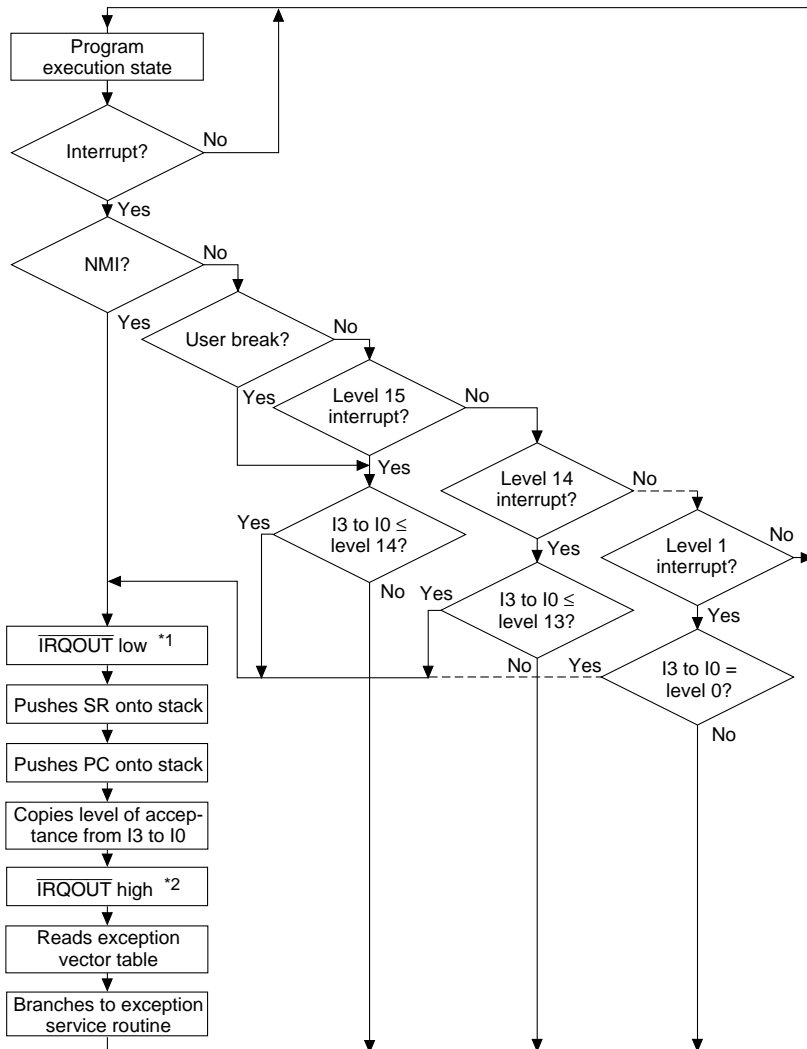 Program
execution state
No
Interrupt?
Yes
No
NMI?
Yes
User break?
No
Yes
Level 15
interrupt?
No
Yes
Level 14
interrupt?
No
Yes
I3 to I0 ≤
level 14?
No
Yes
Level 1
interrupt?
No
Yes
I3 to I0 ≤
level 13?
No
Yes
Yes
I3 to I0 =
level 0?
No
IRQOUT low *1
Pushes SR onto stack
Pushes PC onto stack
Copies level of accep-
tance from I3 to I0
IRQOUT high *2
Reads exception
vector table
Branches to exception
service routine